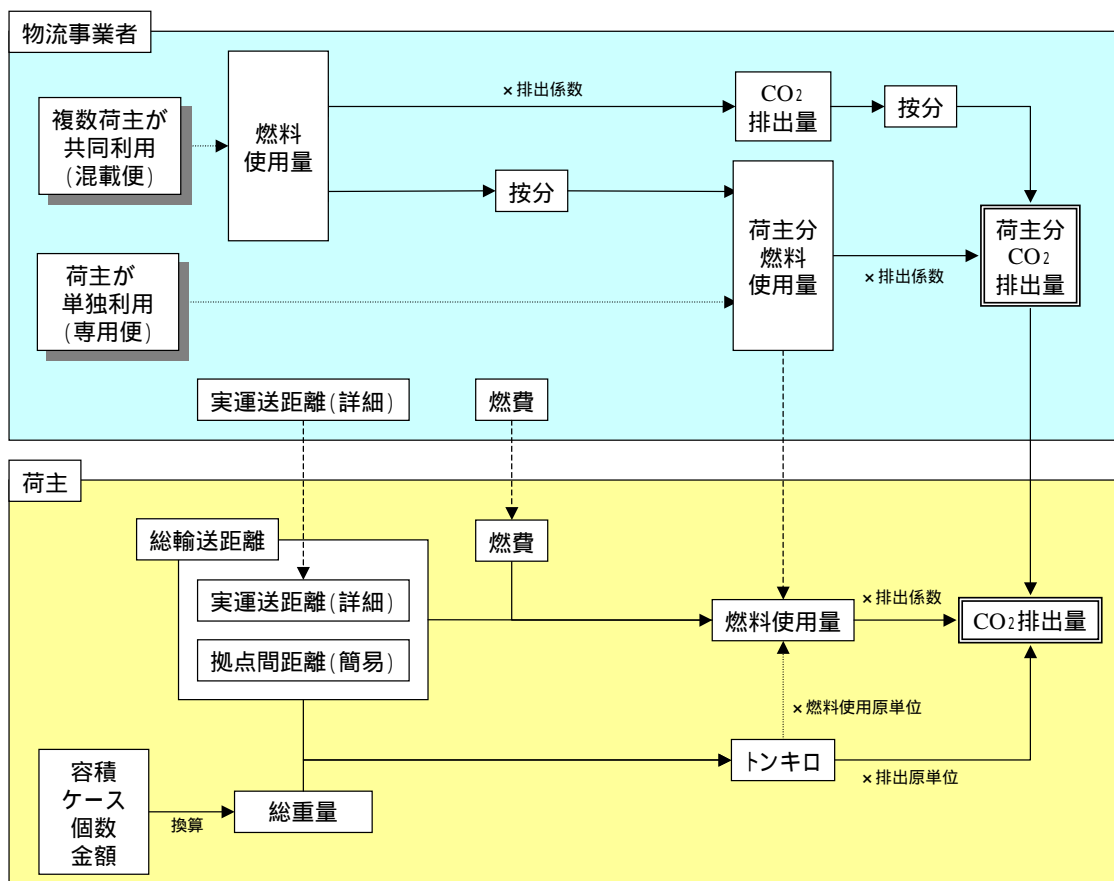 物流事業者
複数荷主が
共同利用
(混載便)
燃料
使用量
×排出係数
CO2
排出量
按分
按分
荷主分
燃料
使用量
×排出係数
荷主分
CO2
排出量
荷主が
単独利用
(専用便)
実運送距離(詳細)
燃費
荷主
総輸送距離
燃費
実運送距離(詳細)
拠点間距離(簡易)
燃料使用量
×排出係数
CO2排出量
×燃料使用原単位
トンキロ
×排出原単位
容積
ケース
個数
金額
換算
総重量